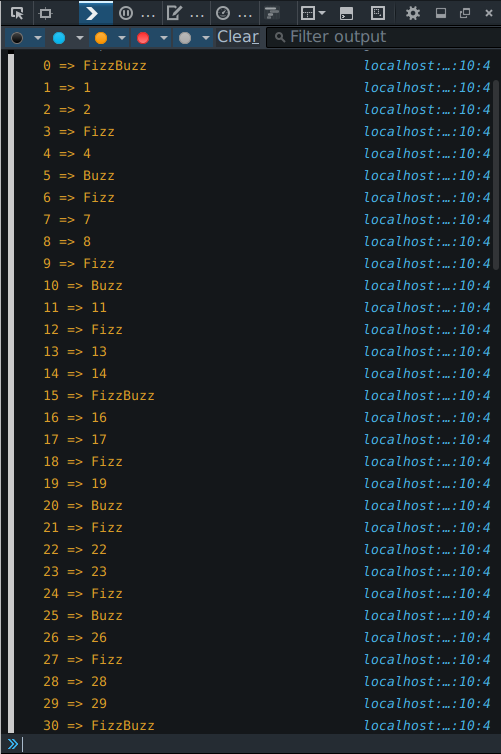 Clear Filter output
0 => FizzBuzz localhost:…:10:4
1 => 1 localhost:…:10:4
2 => 2 localhost:…:10:4
3 => Fizz localhost:…:10:4
4 => 4 localhost:…:10:4
5 => Buzz localhost:…:10:4
6 => Fizz localhost:…:10:4
7 => 7 localhost:…:10:4
8 => 8 localhost:…:10:4
9 => Fizz localhost:…:10:4
10 => Buzz localhost:…:10:4
11 => 11 localhost:…:10:4
12 => Fizz localhost:…:10:4
13 => 13 localhost:…:10:4
14 => 14 localhost:…:10:4
15 => FizzBuzz localhost:…:10:4
16 => 16 localhost:…:10:4
17 => 17 localhost:…:10:4
18 => Fizz localhost:…:10:4
19 => 19 localhost:…:10:4
20 => Buzz localhost:…:10:4
21 => Fizz localhost:…:10:4
22 => 22 localhost:…:10:4
23 => 23 localhost:…:10:4
24 => Fizz localhost:…:10:4
25 => Buzz localhost:…:10:4
26 => 26 localhost:…:10:4
27 => Fizz localhost:…:10:4
28 => 28 localhost:…:10:4
29 => 29 localhost:…:10:4
30 => FizzBuzz localhost:…:10:4